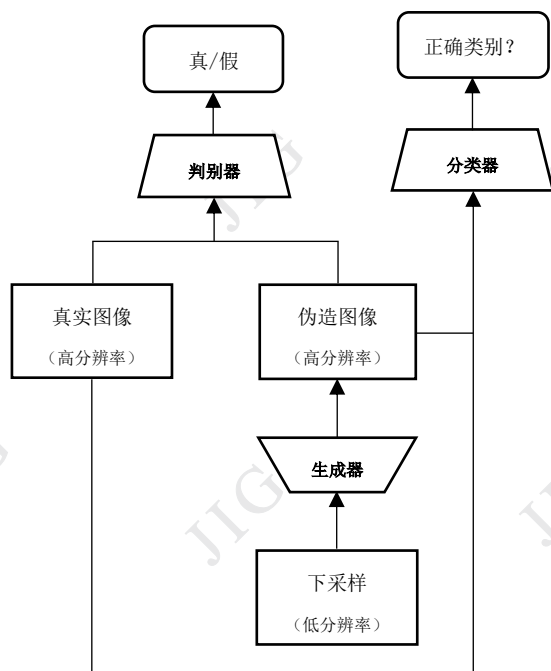 真/假
正确类别?
判别器
分类器
JIG
真实图像
(高分辨率)
伪造图像
(高分辨率)
生成器
JIG
下采样
(低分辨率)